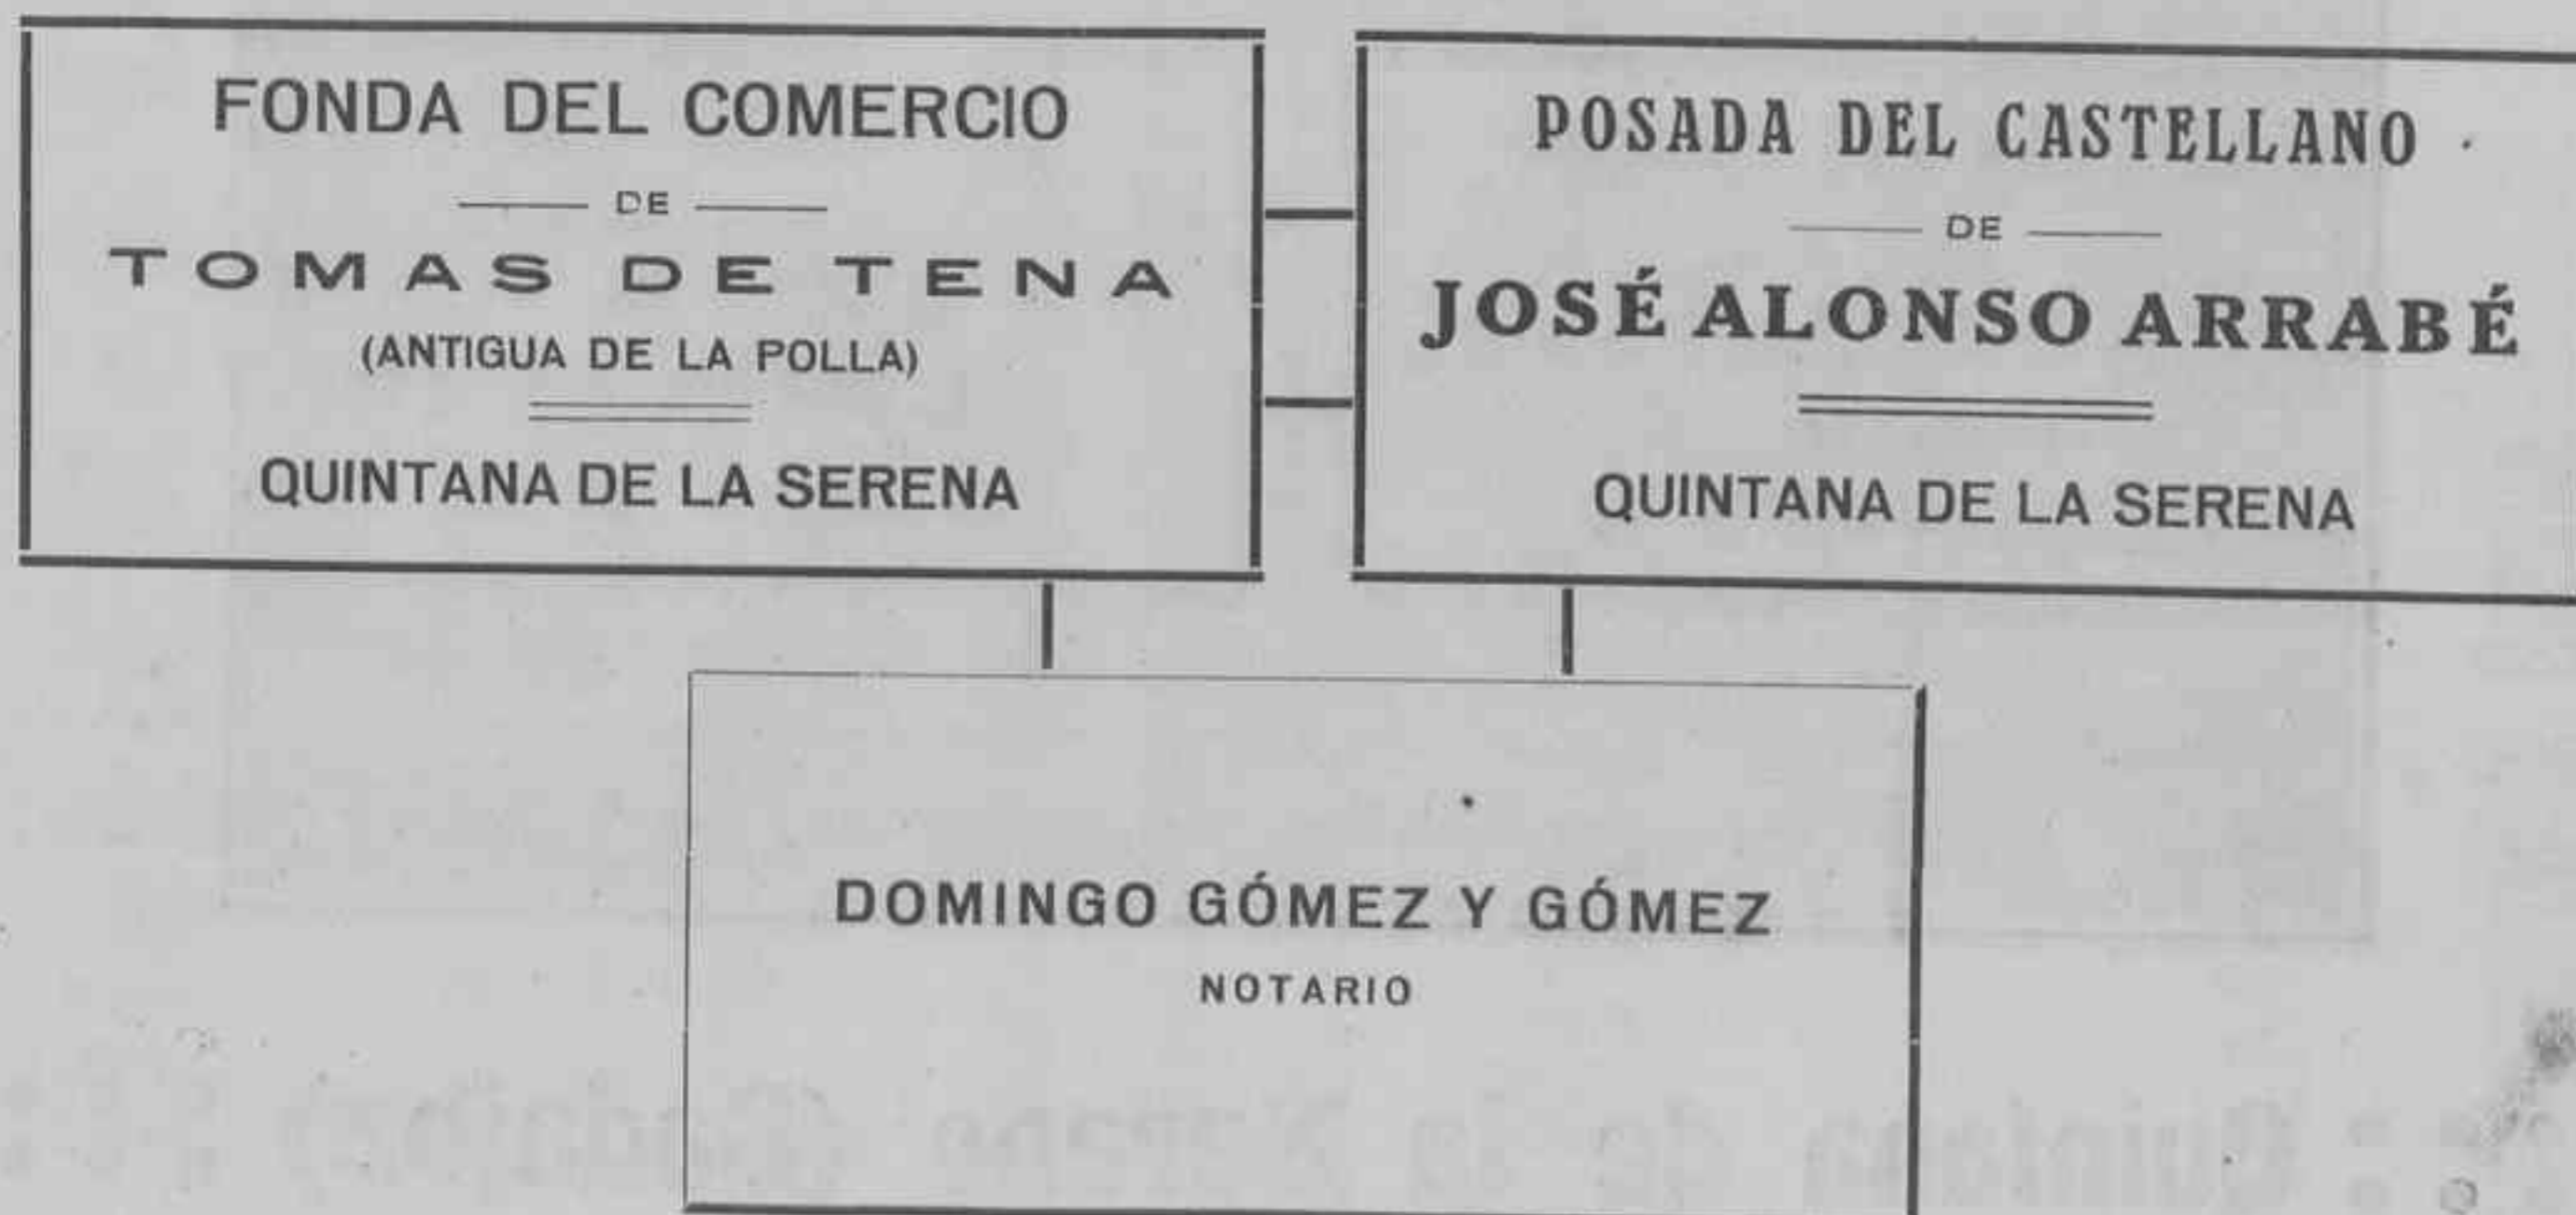 FONDA DEL COMERCIO
DE
TOMAS DE TENA
(ANTIGUA DE LA POLLA)
QUINTANA DE LA SERENA
POSADA DEL CASTELLANO
DE
JOSÉ ALONSO ARRABÉ
QUINTANA DE LA SERENA
DOMINGO GÓMEZ Y GÓMEZ
NOTARIO